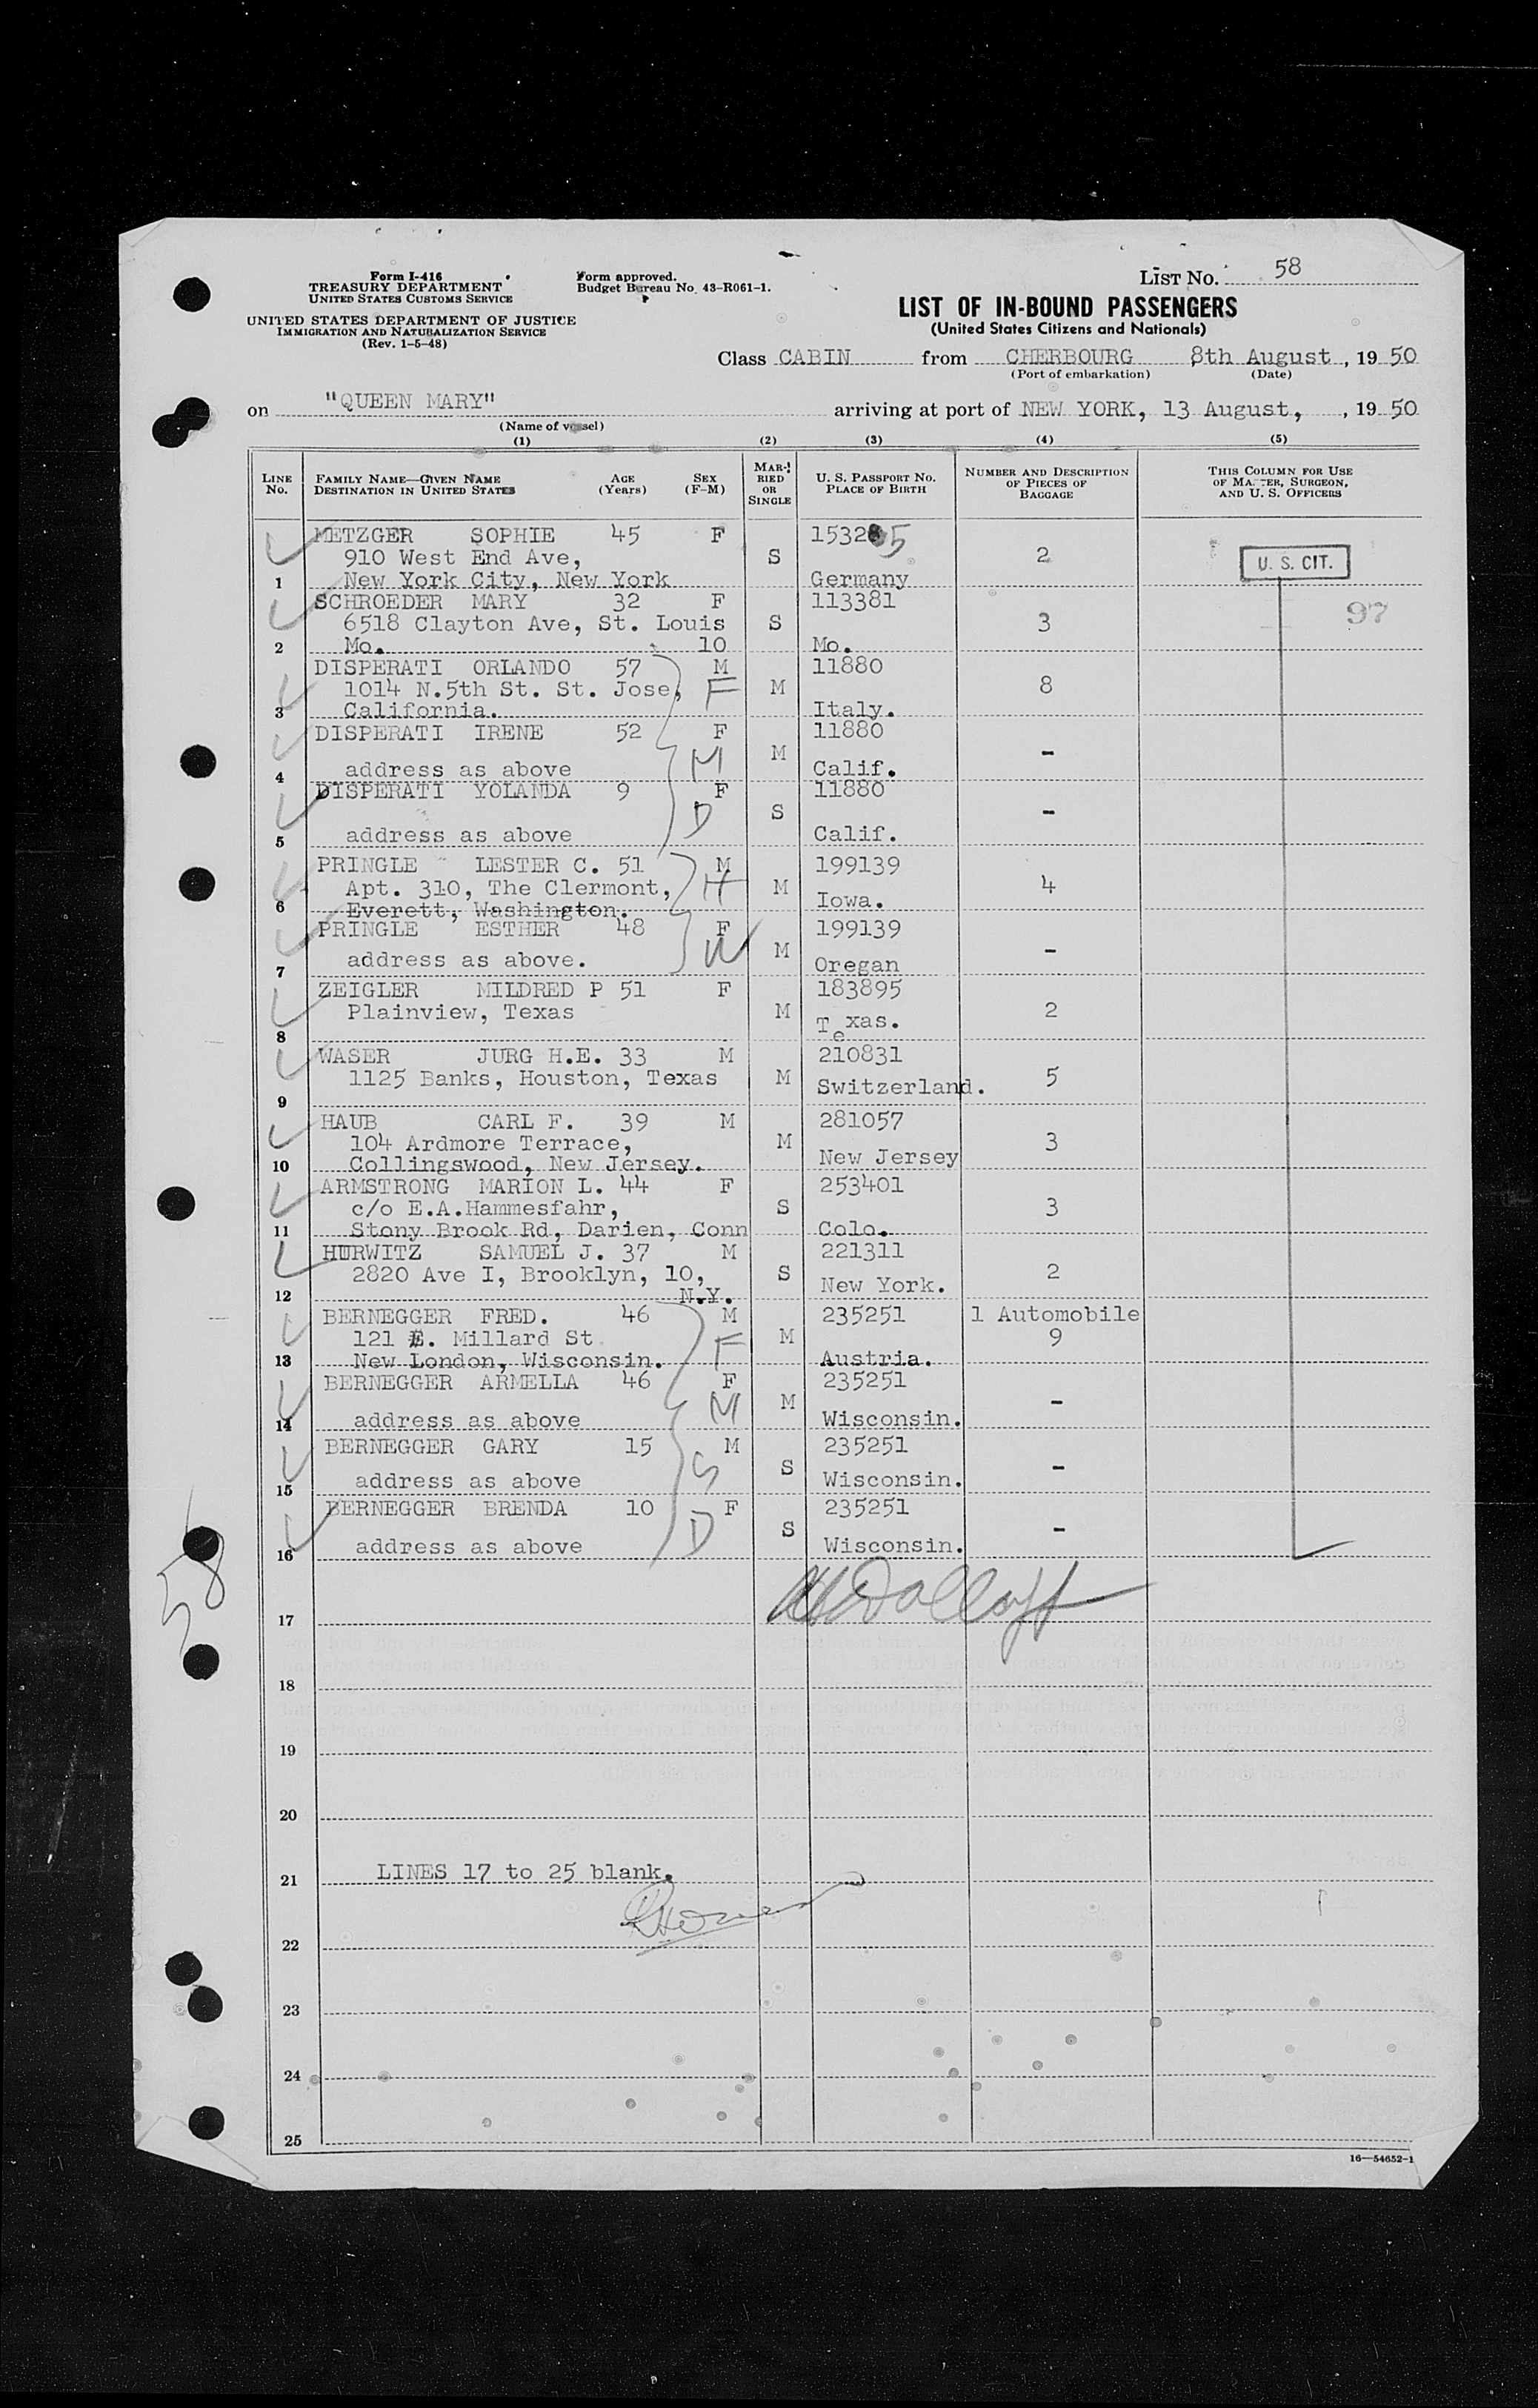 Form I-416
TREASURY DEPARTMENT
UNITED STATES CUSTOMS SERVICE
UNITED STATES DEPARTMENT OF JUSTICE
IMMIGRATION AND NATURALIZATION SERVICE
(Rev. 1-5-48)
Form approved.
Budget Bureau No. 43-R061-1.
LIST NO. 58
LIST OF IN-BOUND PASSENGERS
(United States Citizens and Nationals)
Class CABIN from CHERBOURG 8th August, 19 50
(Port of embarkation) (Date)
on "QUEEN MARY" arriving at port of NEW YORK, 13 August, , 19 50
(Name of vessel)
(1) (2) (3) (4) (5)
LINE NO. FAMILY NAME—GIVEN NAME DESTINATION IN UNITED STATES AGE (Years) SEX (F-M) MARRIED OR SINGLE U. S. PASSPORT NO. PLACE OF BIRTH NUMBER AND DESCRIPTION OF PIECES OF BAGGAGE THIS COLUMN FOR USE OF MASTER, SURGEON, AND U. S. OFFICERS
METZGER SOPHIE 45 F 15325
910 West End Ave, S 2 U. S. CIT.
1 New York City, New York Germany
SCHROEDER MARY 32 F 113381 97
6518 Clayton Ave, St. Louis S 3
2 Mo. 10 Mo.
DISPERATI ORLANDO 57 M 11880
1014 N.5th St. St. Jose, F M 8
3 California. Italy.
DISPERATI IRENE 52 F 11880
M M -
4 address as above Calif.
DISPERATI YOLANDA 9 F 11880
D S -
5 address as above Calif.
PRINGLE LESTER C. 51 M 199139
Apt. 310, The Clermont, H M 4
6 Everett, Washington. Iowa.
PRINGLE ESTHER 48 F 199139
W M -
7 address as above. Oregan
ZEIGLER MILDRED P 51 F 183895
Plainview, Texas M 2
8 Texas.
WASER JURG H.E. 33 M 210831
1125 Banks, Houston, Texas M Switzerland. 5
9
HAUB CARL F. 39 M 281057
104 Ardmore Terrace, M 3
10 Collingswood, New Jersey. New Jersey
ARMSTRONG MARION L. 44 F 253401
c/o E.A.Hammesfahr, S 3
11 Stony Brook Rd, Darien, Conn Colo.
HURWITZ SAMUEL J. 37 M 221311
2820 Ave I, Brooklyn, 10, S New York. 2
12 N.Y.
BERNEGGER FRED. 46 M 235251 1 Automobile
121 E. Millard St F M 9
13 New London, Wisconsin. Austria.
BERNEGGER ARMELLA 46 F 235251
M M -
14 address as above Wisconsin.
BERNEGGER GARY 15 M 235251
S S -
15 address as above Wisconsin.
BERNEGGER BRENDA 10 F 235251
D S -
16 address as above Wisconsin.
58
17
18
19
20
21 LINES 17 to 25 blank.
22
23
24
25
16—54652-1